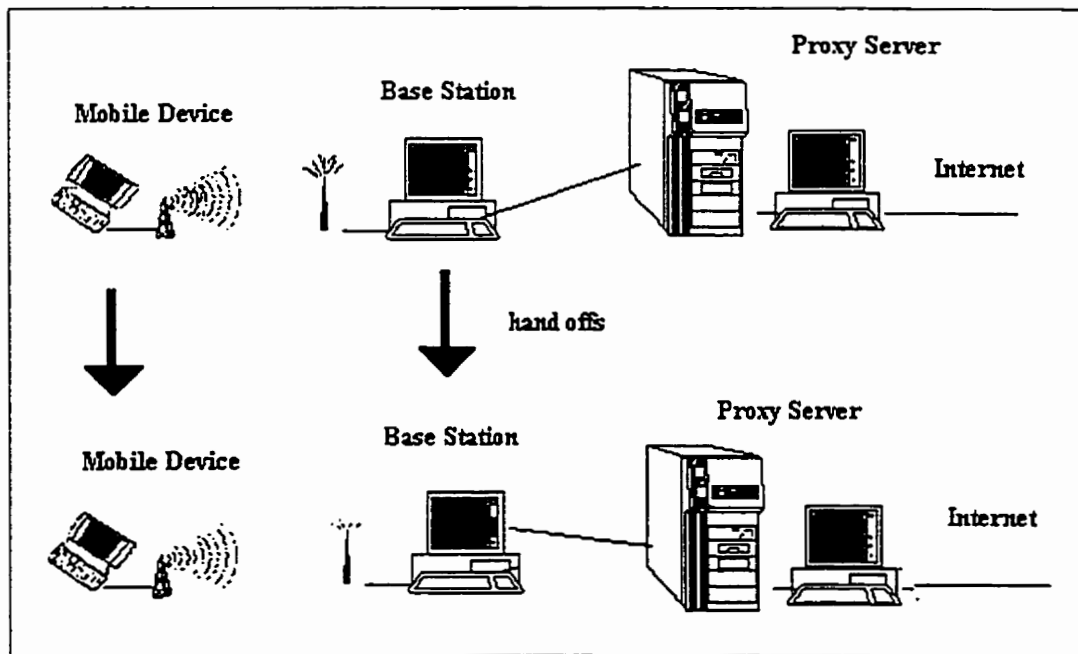 Proxy Server
Base Station
Mobile Device
Internet
hand offs
Proxy Server
Base Station
Mobile Device
Internet